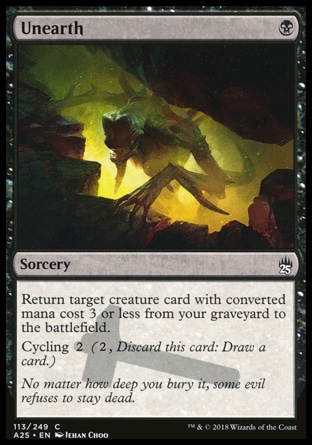 Unearth
Sorcery
25
Return target creature card with converted
mana cost 3 or less from your graveyard to
the battlefield.
Cycling 2 (2, Discard this card: Draw a
card.)
No matter how deep you bury it, some evil
refuses to stay dead.
113/249 C
A25 • EN Jehan Choo
™ & © 2018 Wizards of the Coast